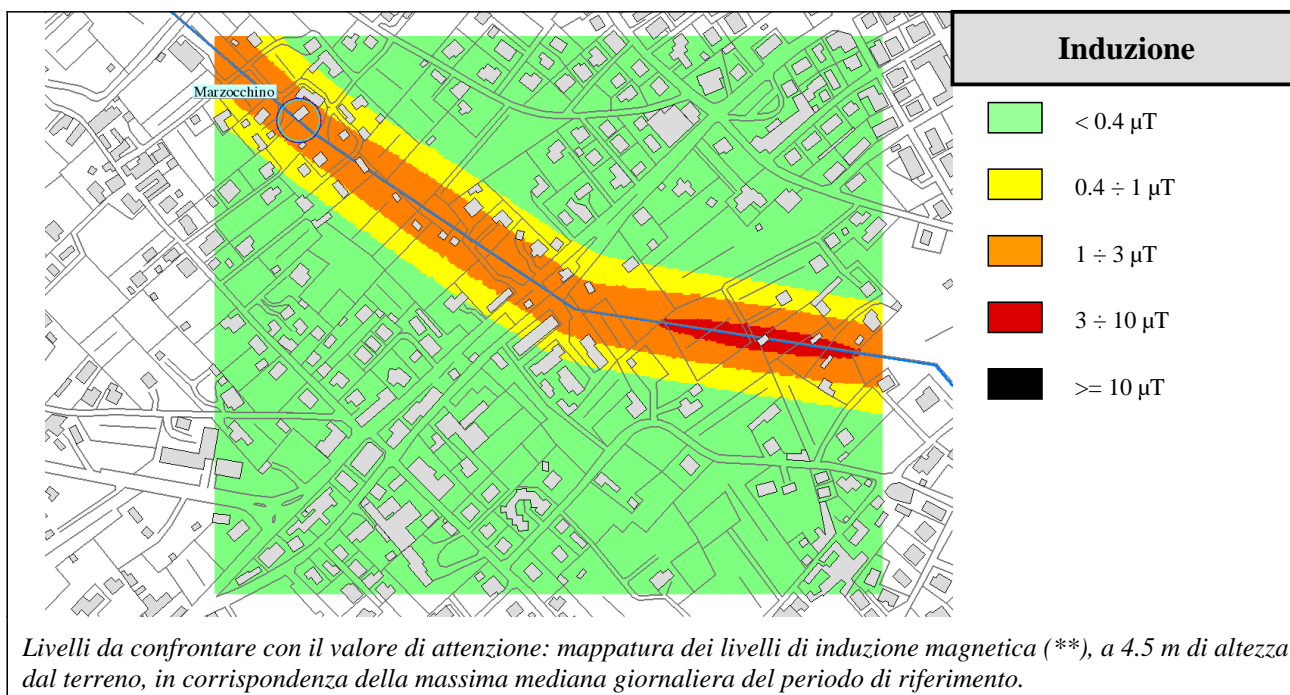 Marzocchino
Induzione
< 0.4 µT
0.4 ÷ 1 µT
1 ÷ 3 µT
3 ÷ 10 µT
>= 10 µT
Livelli da confrontare con il valore di attenzione: mappatura dei livelli di induzione magnetica (**), a 4.5 m di altezza
dal terreno, in corrispondenza della massima mediana giornaliera del periodo di riferimento.